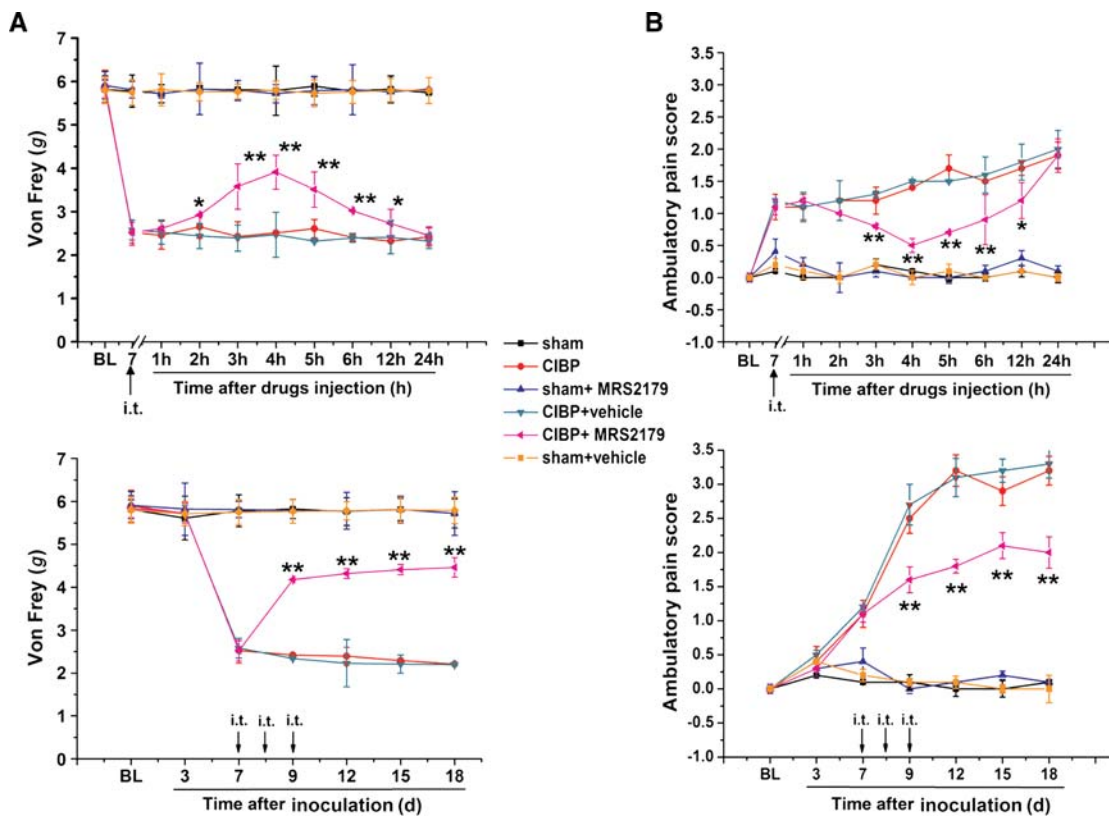 A
Von Frey (g)
7
6
5
4
3
2
1
0
* ** ** ** ** *
BL 7 1h 2h 3h 4h 5h 6h 12h 24h
Time after drugs injection (h)
i.t.
B
Ambulatory pain score
3.5
3.0
2.5
2.0
1.5
1.0
0.5
0.0
-0.5
-1.0
** ** ** ** *
BL 7 1h 2h 3h 4h 5h 6h 12h 24h
Time after drugs injection (h)
i.t.
sham
CIBP
sham+ MRS2179
CIBP+vehicle
CIBP+ MRS2179
sham+vehicle
Von Frey (g)
7
6
5
4
3
2
1
0
** ** ** **
i.t. i.t. i.t.
BL 3 7 9 12 15 18
Time after inoculation (d)
Ambulatory pain score
3.5
3.0
2.5
2.0
1.5
1.0
0.5
0.0
-0.5
-1.0
** ** ** **
i.t. i.t. i.t.
BL 3 7 9 12 15 18
Time after inoculation (d)